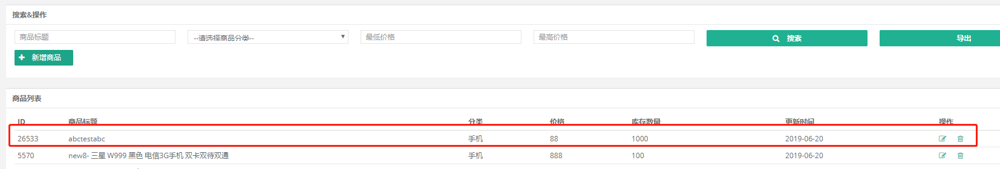 搜索&操作
商品标题 --请选择商品分类-- 最低价格 最高价格 搜索 导出
新增商品
商品列表
ID 商品标题 分类 价格 库存数量 更新时间 操作
26533 abctestabc 手机 88 1000 2019-06-20
5570 new8- 三星 W999 黑色 电信3G手机 双卡双待双通 手机 888 100 2019-06-20